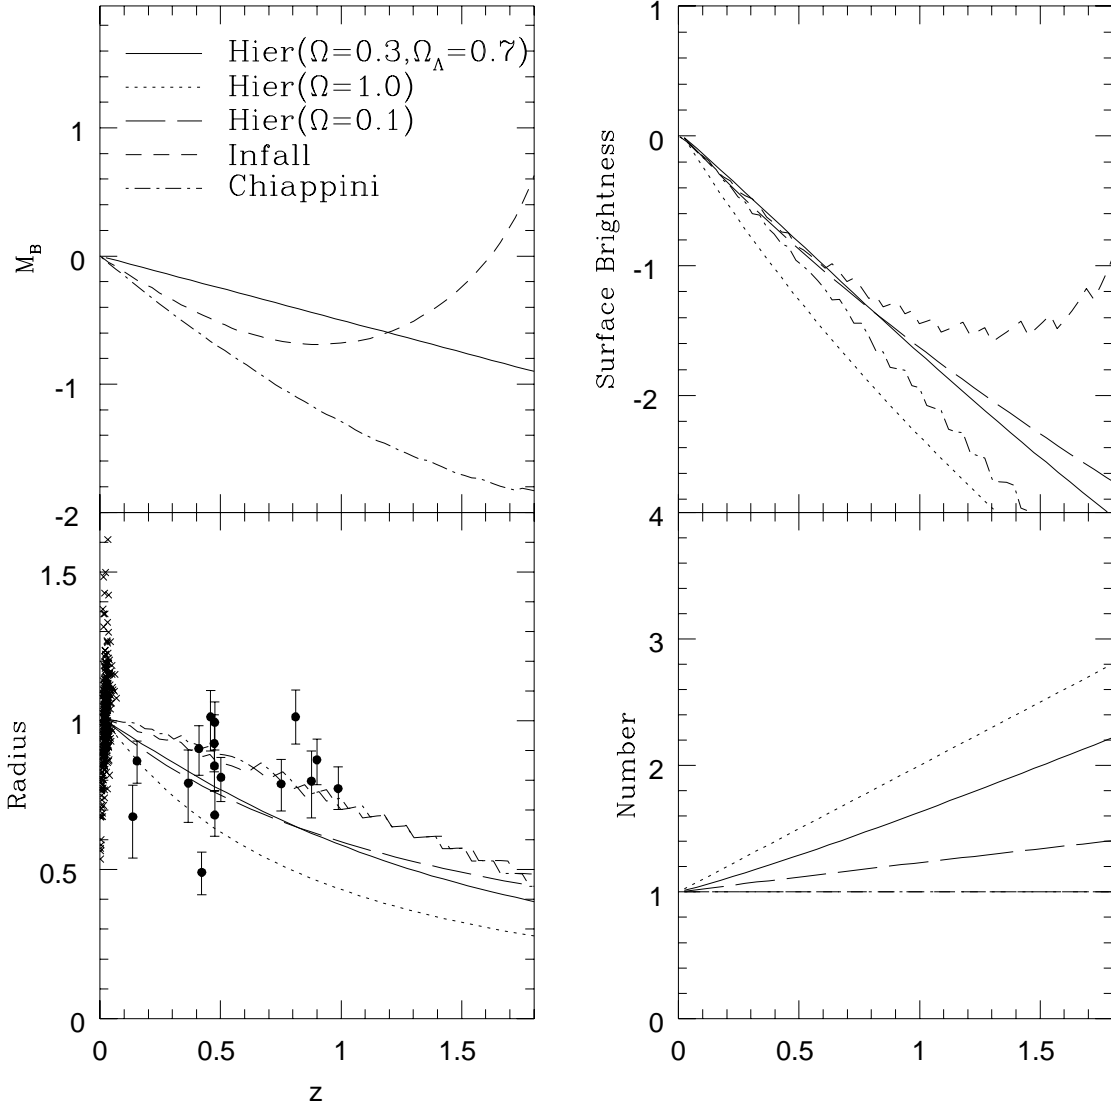 Hier(Ω=0.3,Ω_Λ=0.7)
Hier(Ω=1.0)
Hier(Ω=0.1)
Infall
Chiappini
1
0
-1
-2
M_B
1
0
-1
-2
Surface Brightness
1.5
1
0.5
0
Radius
0
0.5
1
1.5
z
4
3
2
1
0
Number
0
0.5
1
1.5